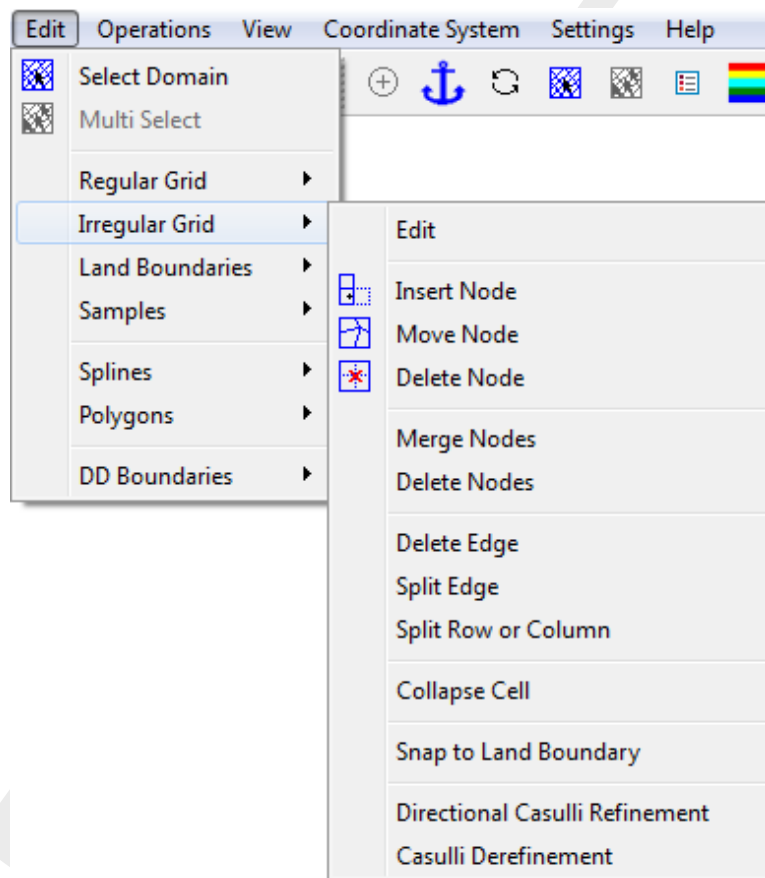 Edit Operations View Coordinate System Settings Help
Select Domain
Multi Select
Regular Grid
Irregular Grid
Land Boundaries
Samples
Splines
Polygons
DD Boundaries
Edit
Insert Node
Move Node
Delete Node
Merge Nodes
Delete Nodes
Delete Edge
Split Edge
Split Row or Column
Collapse Cell
Snap to Land Boundary
Directional Casulli Refinement
Casulli Derefinement